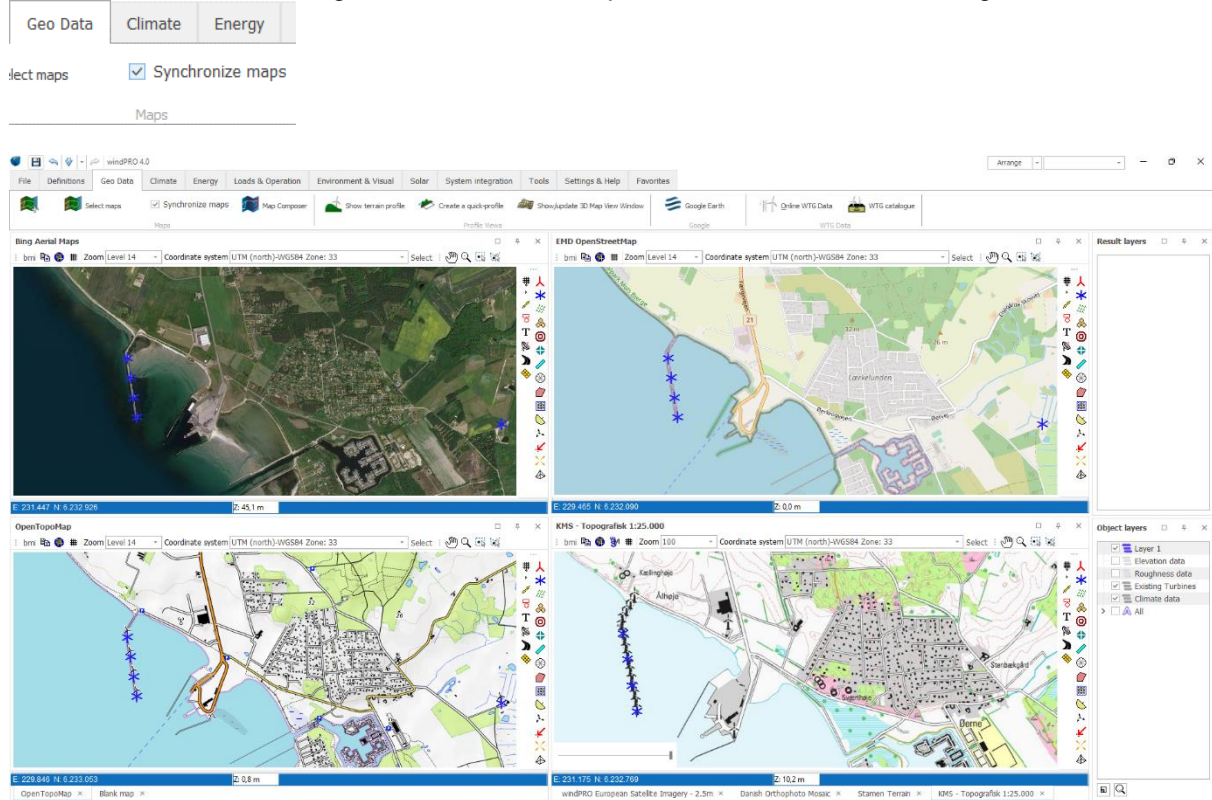 Geo Data Climate Energy
lect maps Synchronize maps
Maps
windPRO 4.0 Arrange
File Definitions Geo Data Climate Energy Loads & Operation Environment & Visual Solar System integration Tools Settings & Help Favorites
Select maps Synchronize maps Map Composer Show terrain profile Create a quick-profile Show/update 3D Map View Window Google Earth Online WTG Data WTG catalogue
Maps Profile Views Google WTG Data
Bing Aerial Maps
bmi Zoom Level 14 Coordinate system UTM (north)-WGS84 Zone: 33 Select
E: 231.447 N: 6.232.926 Z: 45,1 m
EMD OpenStreetMap
bmi Zoom Level 14 Coordinate system UTM (north)-WGS84 Zone: 33 Select
21
32 m
Lærkelunden
E: 229.465 N: 6.232.090 Z: 0,0 m
Result layers
OpenTopoMap
bmi Zoom Level 14 Coordinate system UTM (north)-WGS84 Zone: 33 Select
32
E: 229.846 N: 6.233.053 Z: 0,8 m
OpenTopoMap Blank map
KMS - Topografisk 1:25.000
bmi Zoom 100 Coordinate system UTM (north)-WGS84 Zone: 33 Select
Kællinghøje
Ålhøje
Stenbækgård
Svenhøje
Øerne
E: 231.175 N: 6.232.769 Z: 10,2 m
windPRO European Satellite Imagery - 2.5m Danish Orthophoto Mosaic Stamen Terrain KMS - Topografisk 1:25.000
Object layers
Layer 1
Elevation data
Roughness data
Existing Turbines
Climate data
All